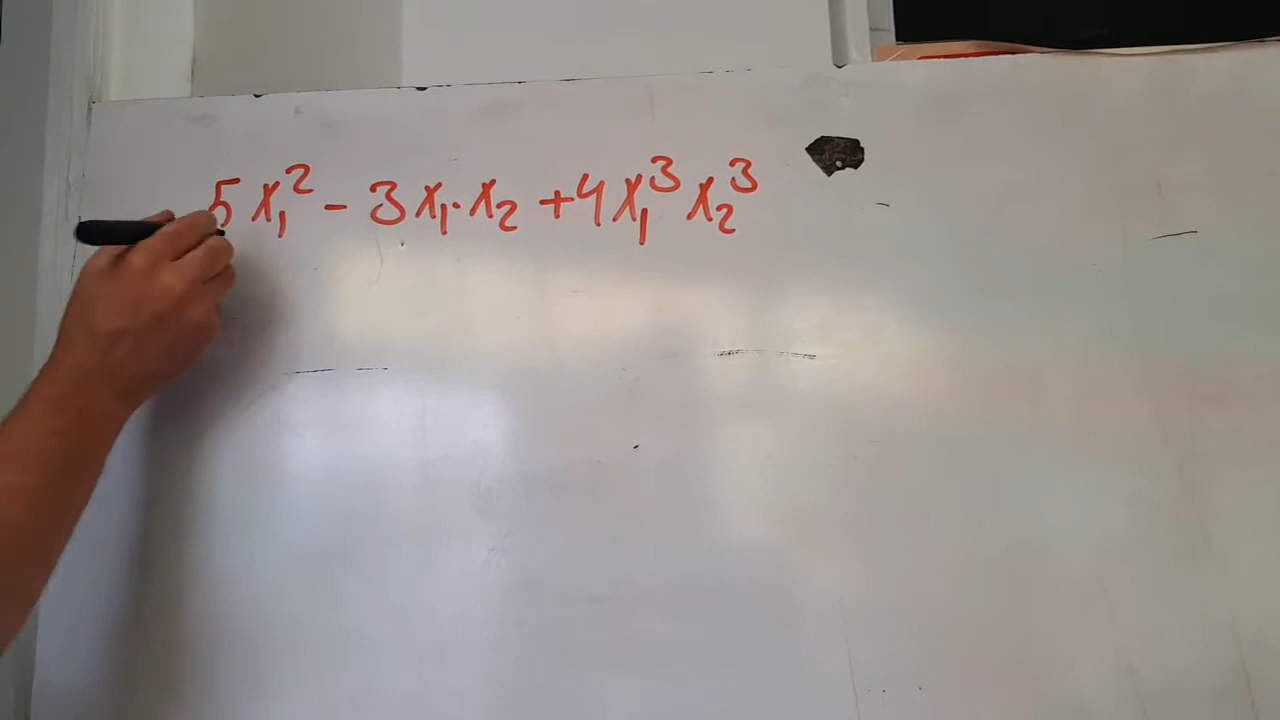 5x₁² - 3x₁·x₂ + 4x₁³x₂³